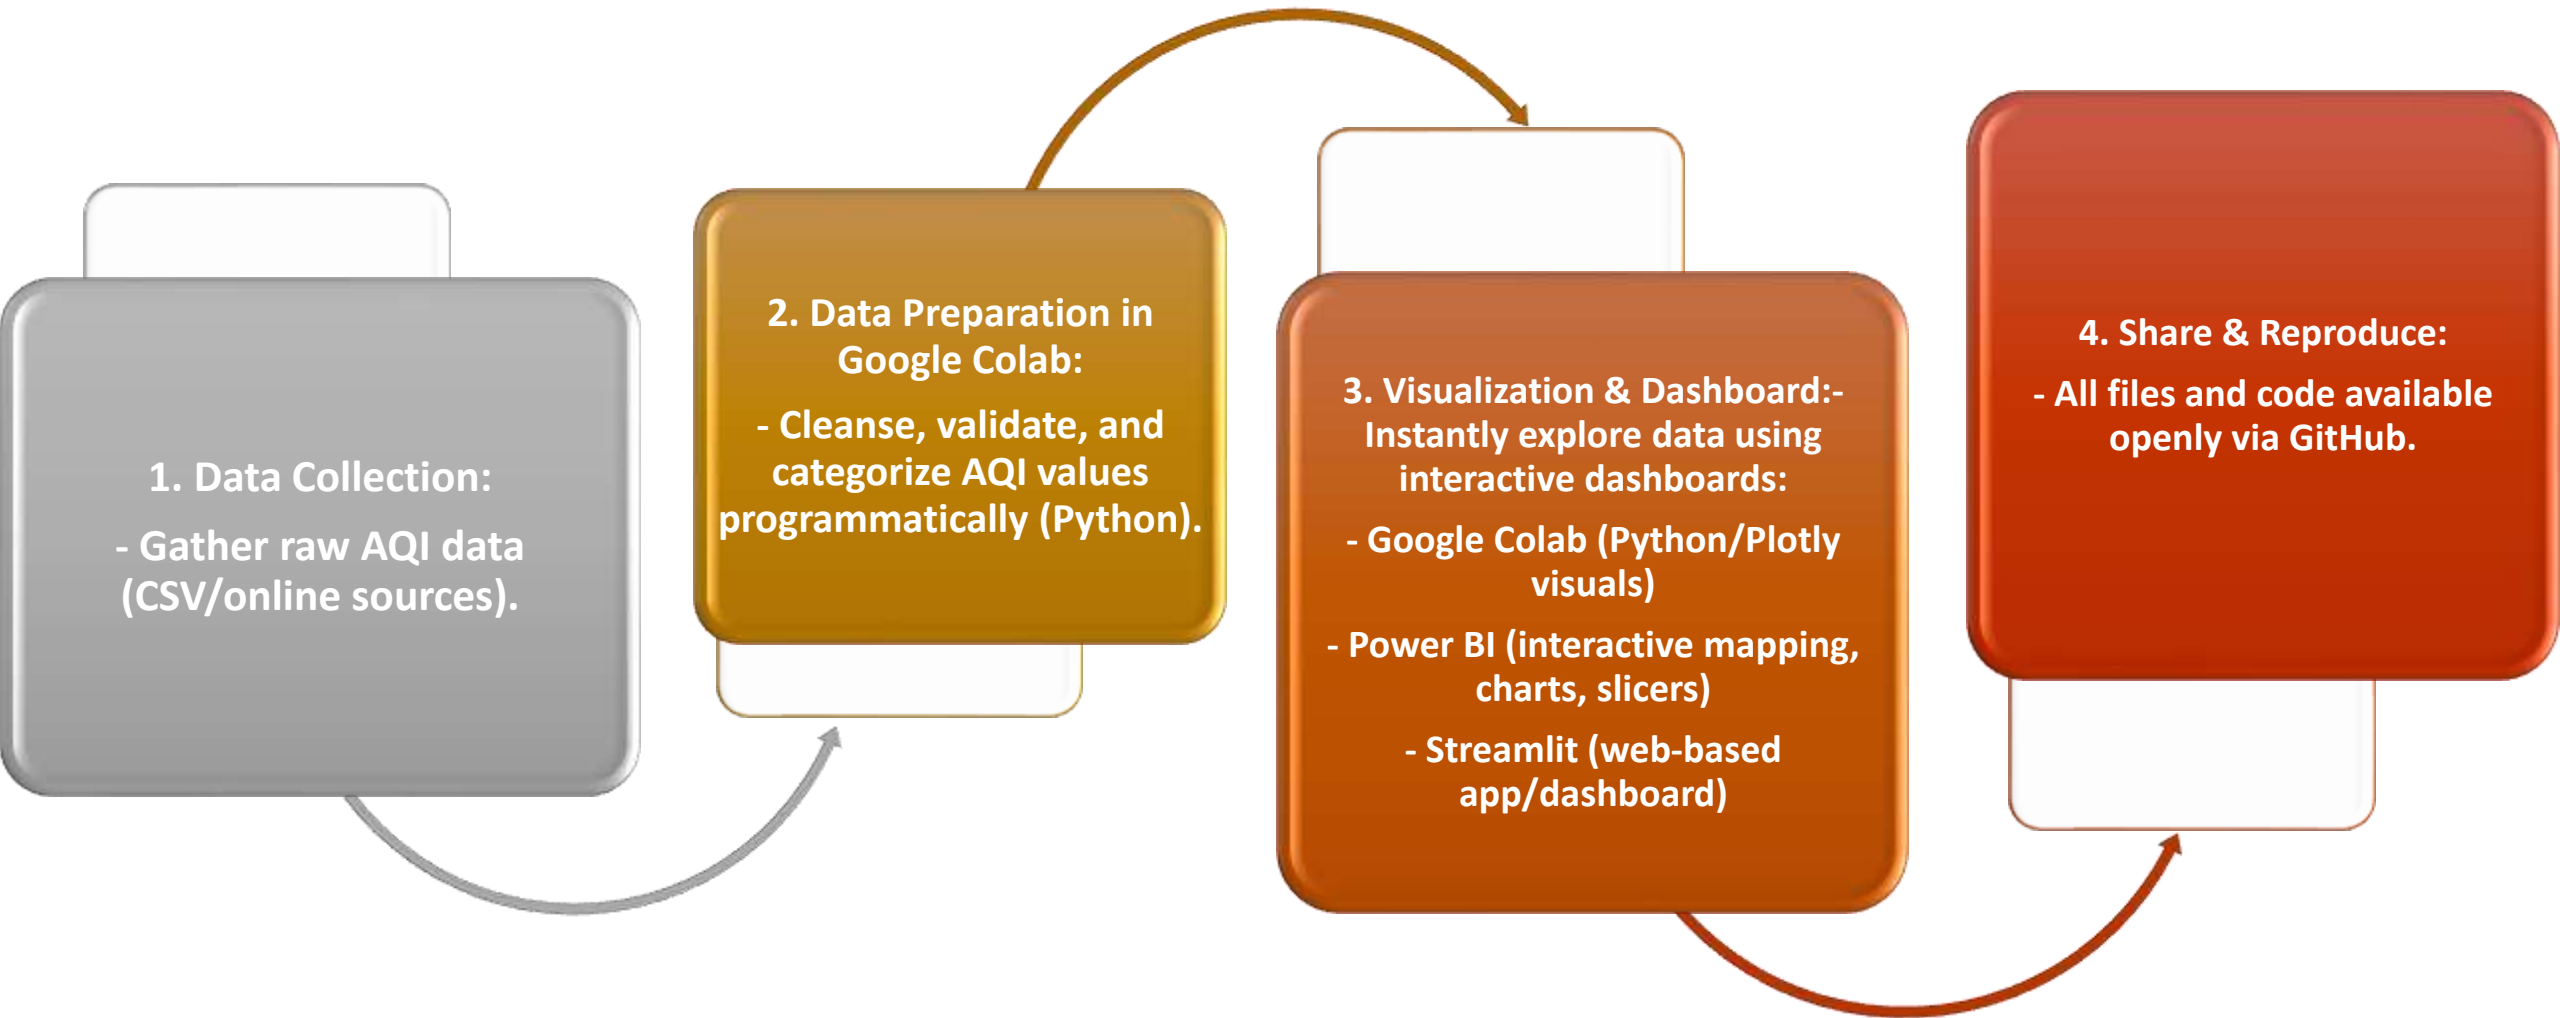 1. Data Collection:
- Gather raw AQI data
(CSV/online sources).
2. Data Preparation in
Google Colab:
- Cleanse, validate, and
categorize AQI values
programmatically (Python).
3. Visualization & Dashboard:-
Instantly explore data using
interactive dashboards:
- Google Colab (Python/Plotly
visuals)
- Power BI (interactive mapping,
charts, slicers)
- Streamlit (web-based
app/dashboard)
4. Share & Reproduce:
- All files and code available
openly via GitHub.